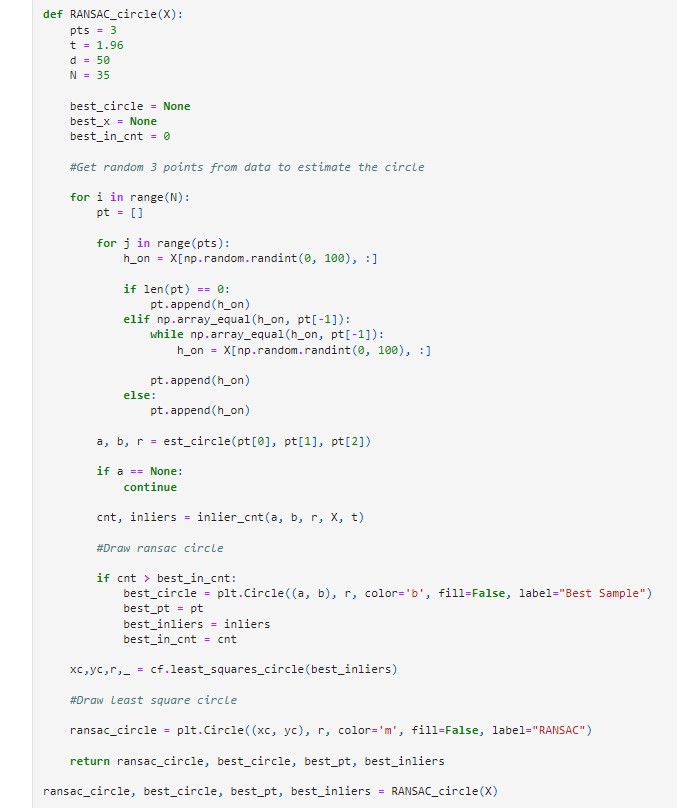 def RANSAC_circle(X):
    pts = 3
    t = 1.96
    d = 50
    N = 35

    best_circle = None
    best_x = None
    best_in_cnt = 0

    #Get random 3 points from data to estimate the circle

    for i in range(N):
        pt = []

        for j in range(pts):
            h_on = X[np.random.randint(0, 100), :]

            if len(pt) == 0:
                pt.append(h_on)
            elif np.array_equal(h_on, pt[-1]):
                while np.array_equal(h_on, pt[-1]):
                    h_on = X[np.random.randint(0, 100), :]

                pt.append(h_on)
            else:
                pt.append(h_on)

        a, b, r = est_circle(pt[0], pt[1], pt[2])

        if a == None:
            continue

        cnt, inliers = inlier_cnt(a, b, r, X, t)

        #Draw ransac circle

        if cnt > best_in_cnt:
            best_circle = plt.Circle((a, b), r, color='b', fill=False, label="Best Sample")
            best_pt = pt
            best_inliers = inliers
            best_in_cnt = cnt

    xc,yc,r,_ = cf.least_squares_circle(best_inliers)

    #Draw least square circle

    ransac_circle = plt.Circle((xc, yc), r, color='m', fill=False, label="RANSAC")

    return ransac_circle, best_circle, best_pt, best_inliers

ransac_circle, best_circle, best_pt, best_inliers = RANSAC_circle(X)